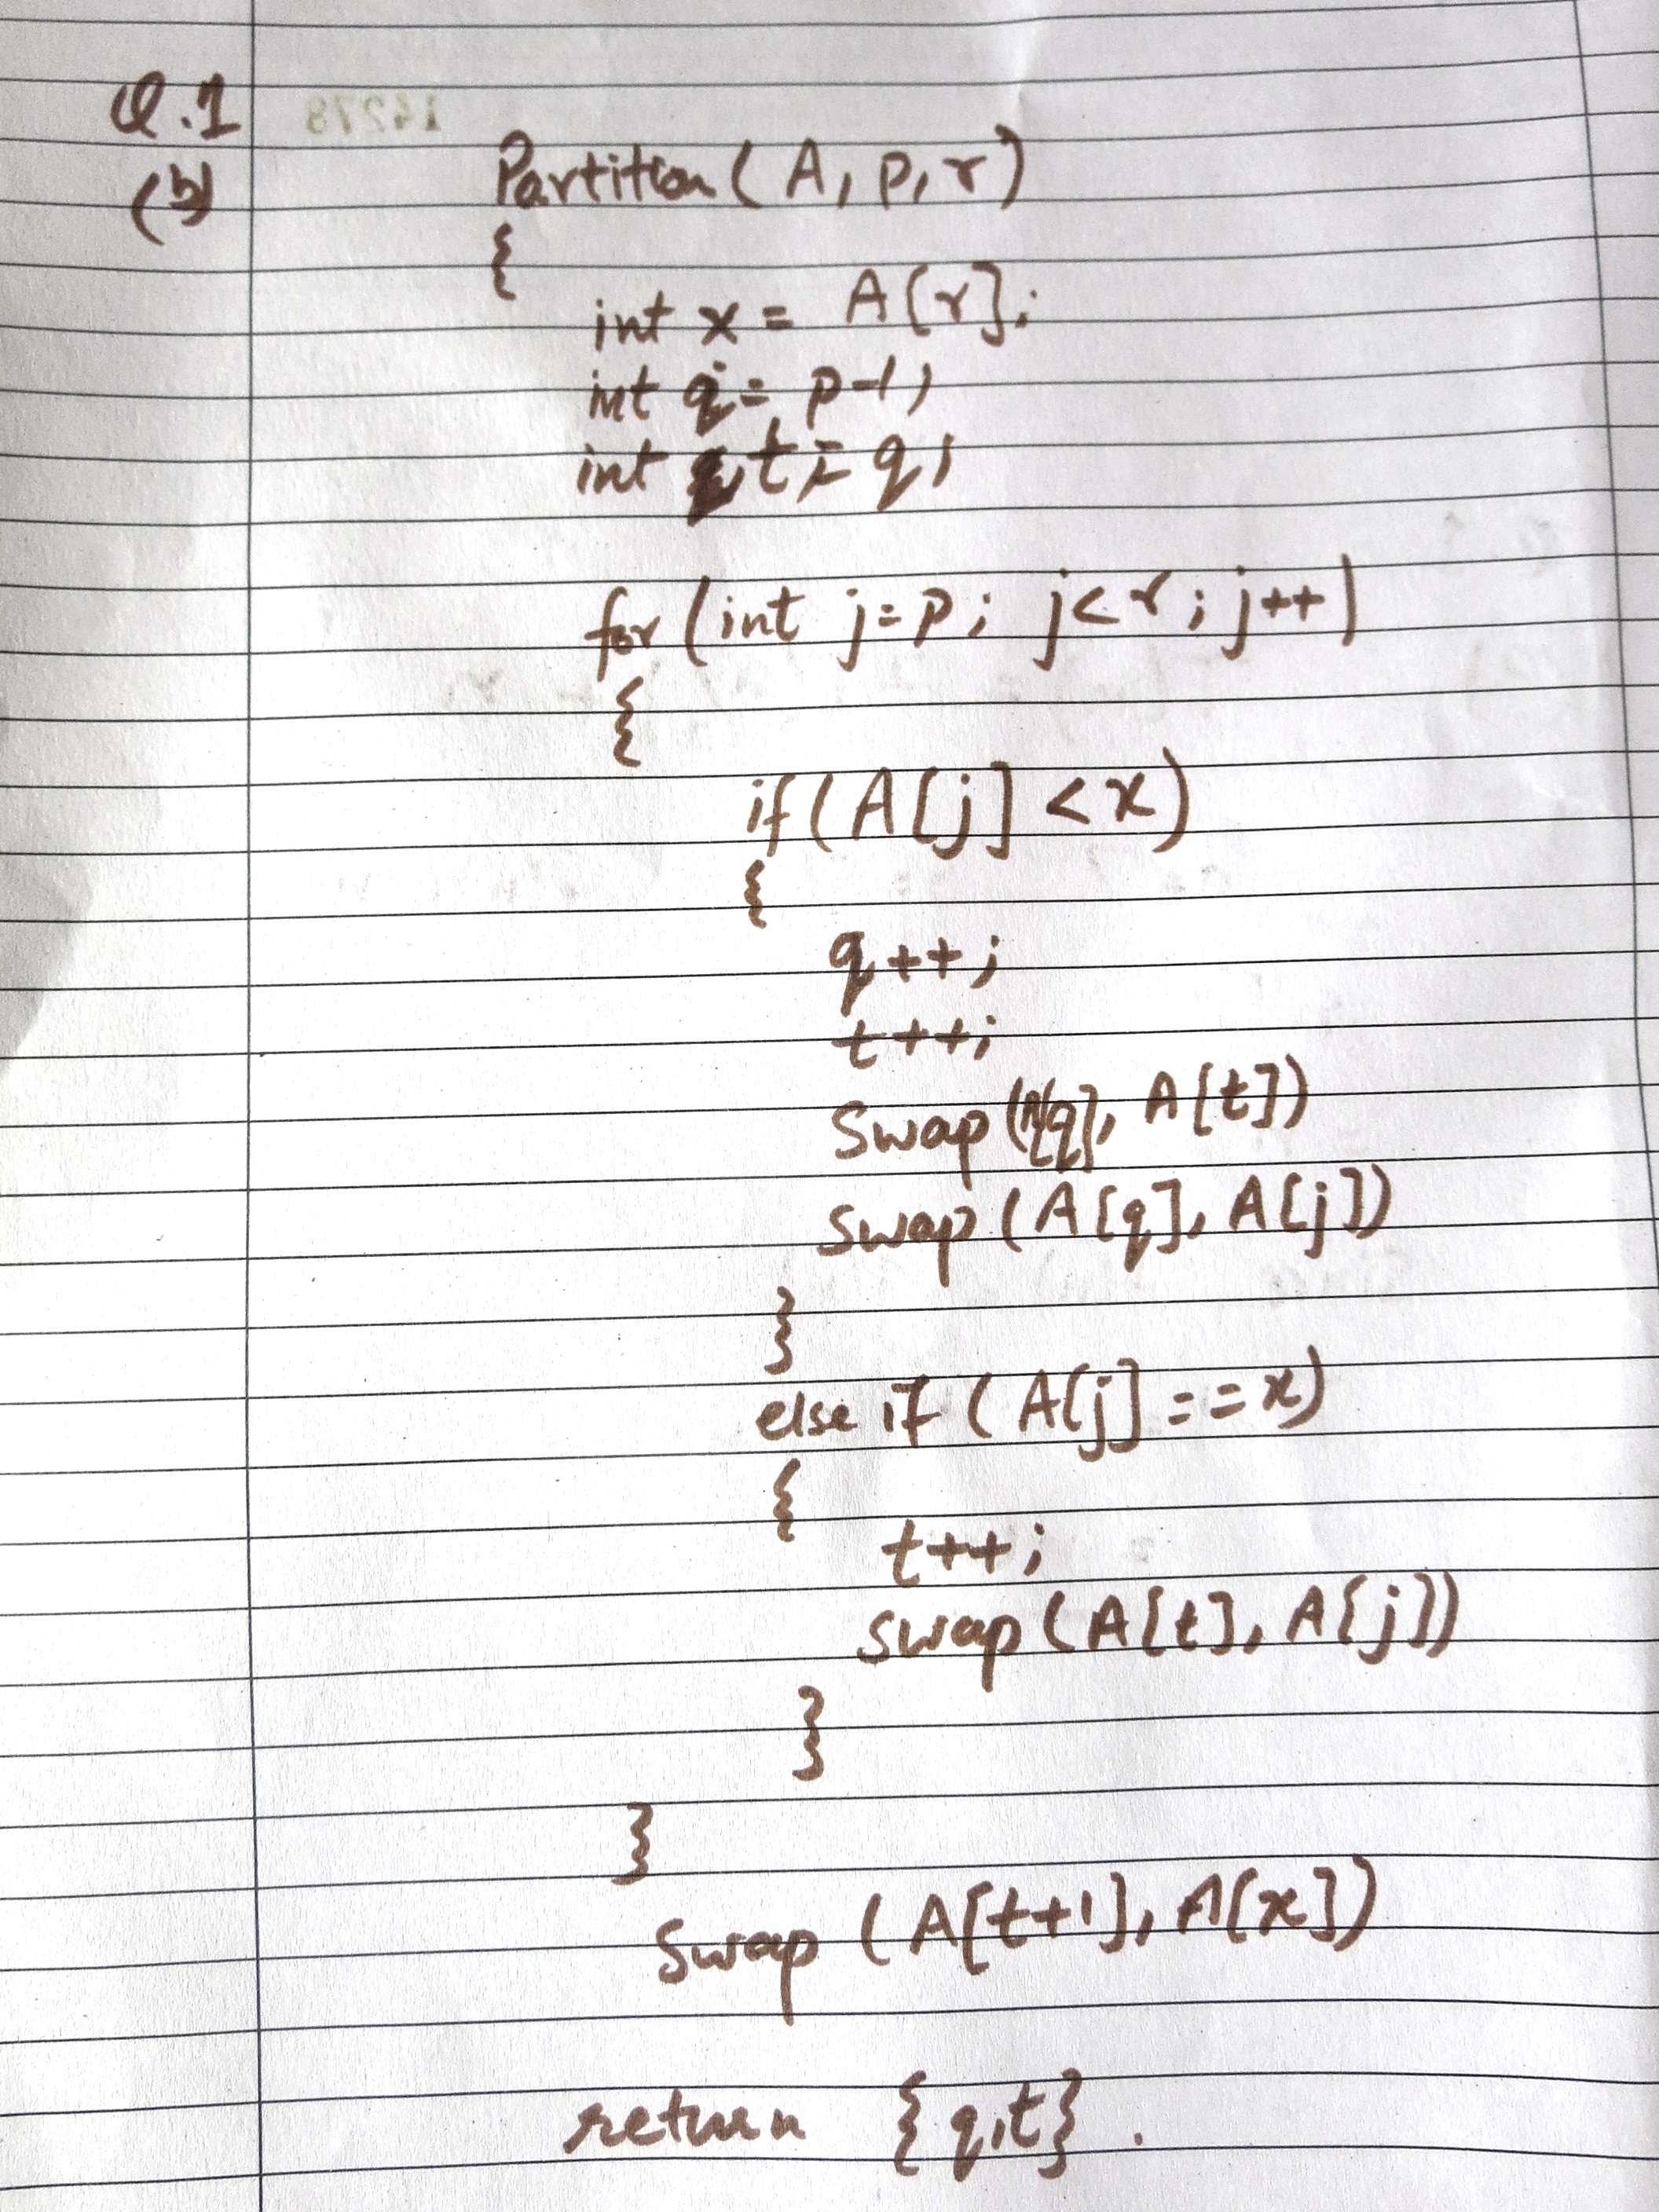 Q.1
(b)
Partition (A, p, r)
{
int x = A[r];
int q = p-1;
int t = q;
for (int j=p; j<r; j++)
{
if (A[j] < x)
{
q++;
t++;
Swap (A[q], A[t])
Swap (A[q], A[j])
}
else if (A[j] == x)
{
t++;
swap (A[t], A[j])
}
}
Swap (A[t+1], A[x])
return {q,t}.